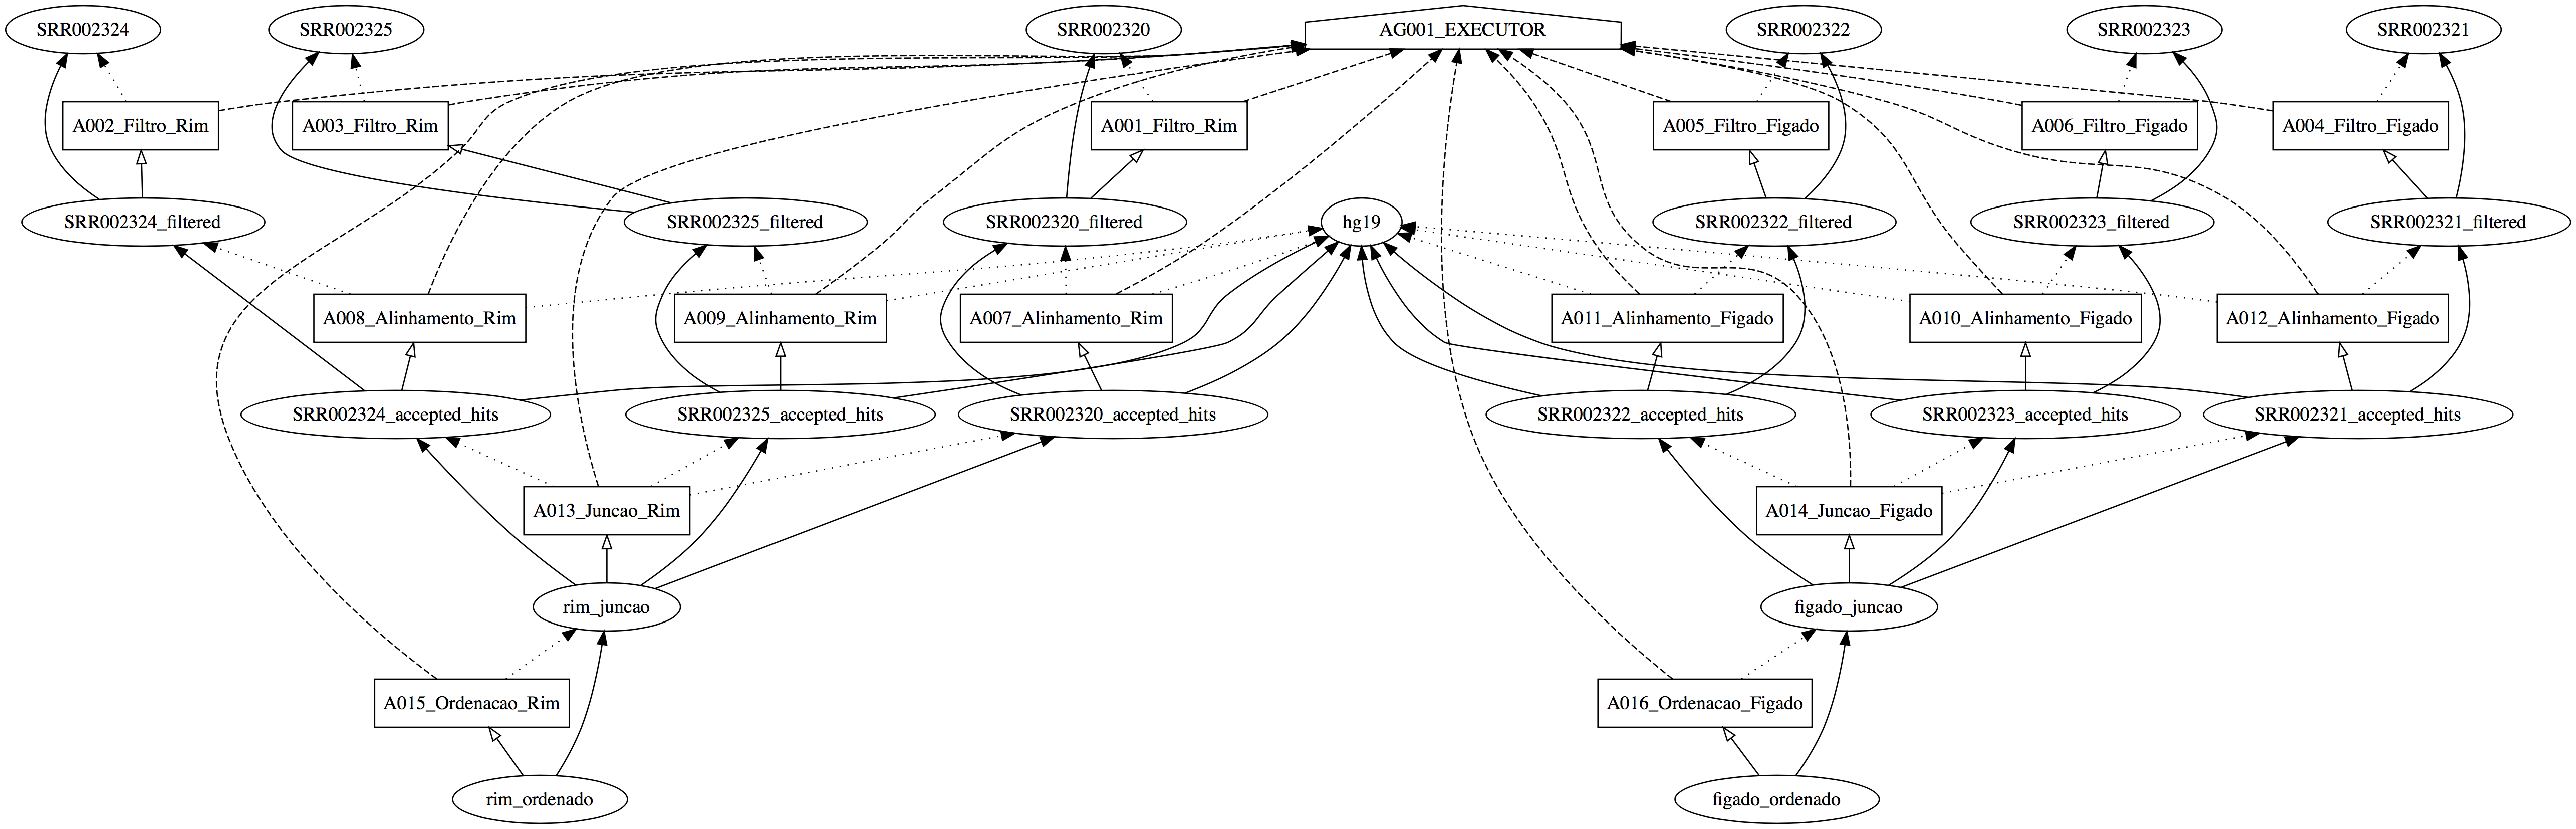 SRR002324
SRR002325
SRR002320
AG001_EXECUTOR
SRR002322
SRR002323
SRR002321
A002_Filtro_Rim
A003_Filtro_Rim
A001_Filtro_Rim
A005_Filtro_Figado
A006_Filtro_Figado
A004_Filtro_Figado
SRR002324_filtered
SRR002325_filtered
SRR002320_filtered
hg19
SRR002322_filtered
SRR002323_filtered
SRR002321_filtered
A008_Alinhamento_Rim
A009_Alinhamento_Rim
A007_Alinhamento_Rim
A011_Alinhamento_Figado
A010_Alinhamento_Figado
A012_Alinhamento_Figado
SRR002324_accepted_hits
SRR002325_accepted_hits
SRR002320_accepted_hits
SRR002322_accepted_hits
SRR002323_accepted_hits
SRR002321_accepted_hits
A013_Juncao_Rim
A014_Juncao_Figado
rim_juncao
figado_juncao
A015_Ordenacao_Rim
A016_Ordenacao_Figado
rim_ordenado
figado_ordenado